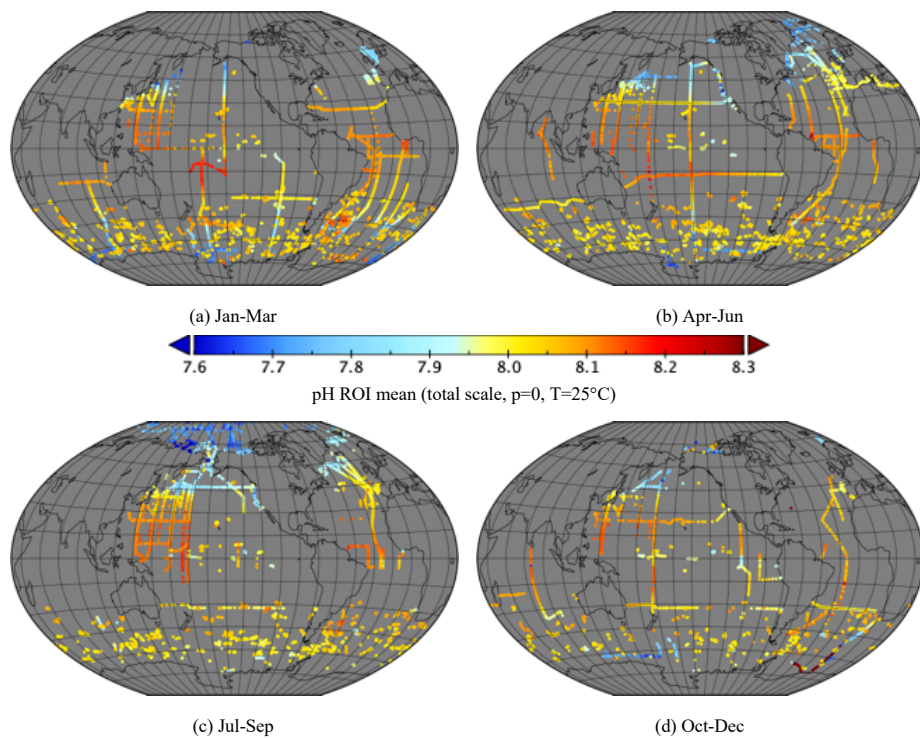 (a) Jan-Mar
(b) Apr-Jun
7.6 7.7 7.8 7.9 8.0 8.1 8.2 8.3
pH ROI mean (total scale, p=0, T=25°C)
(c) Jul-Sep
(d) Oct-Dec